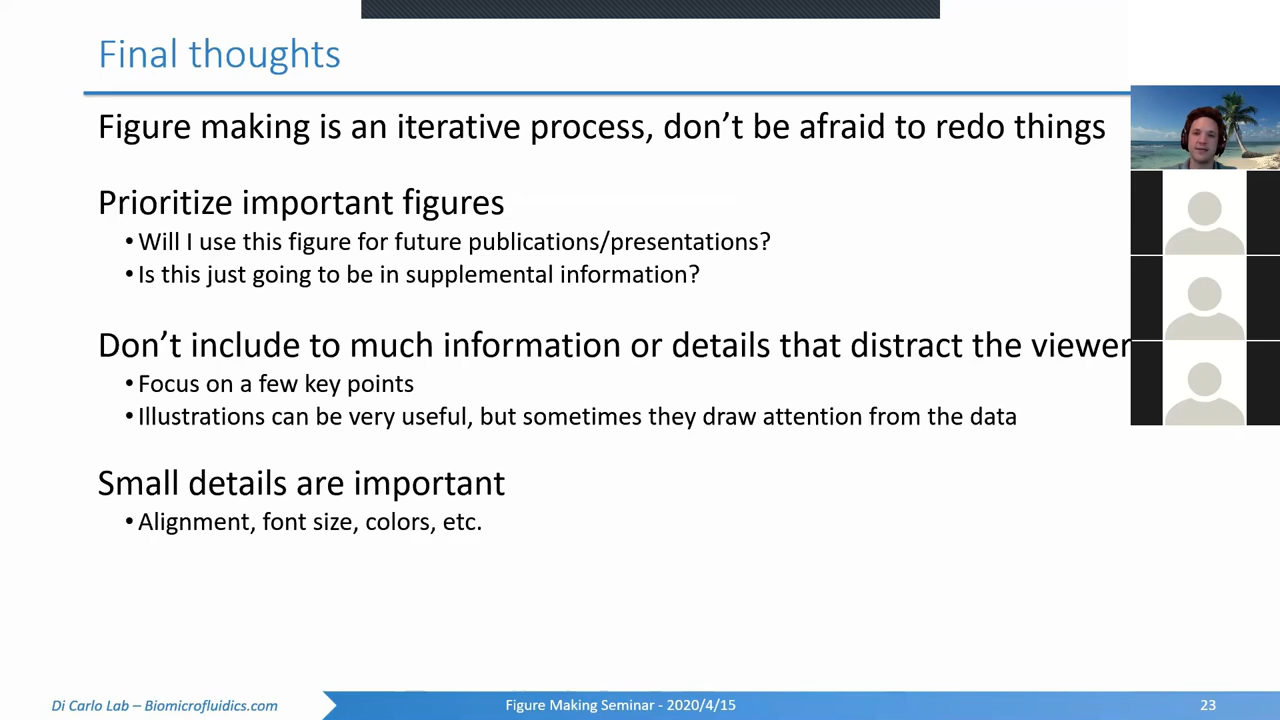 Final thoughts
Figure making is an iterative process, don’t be afraid to redo things
Prioritize important figures
• Will I use this figure for future publications/presentations?
• Is this just going to be in supplemental information?
Don’t include to much information or details that distract the viewer
• Focus on a few key points
• Illustrations can be very useful, but sometimes they draw attention from the data
Small details are important
• Alignment, font size, colors, etc.
Di Carlo Lab – Biomicrofluidics.com
Figure Making Seminar - 2020/4/15
23